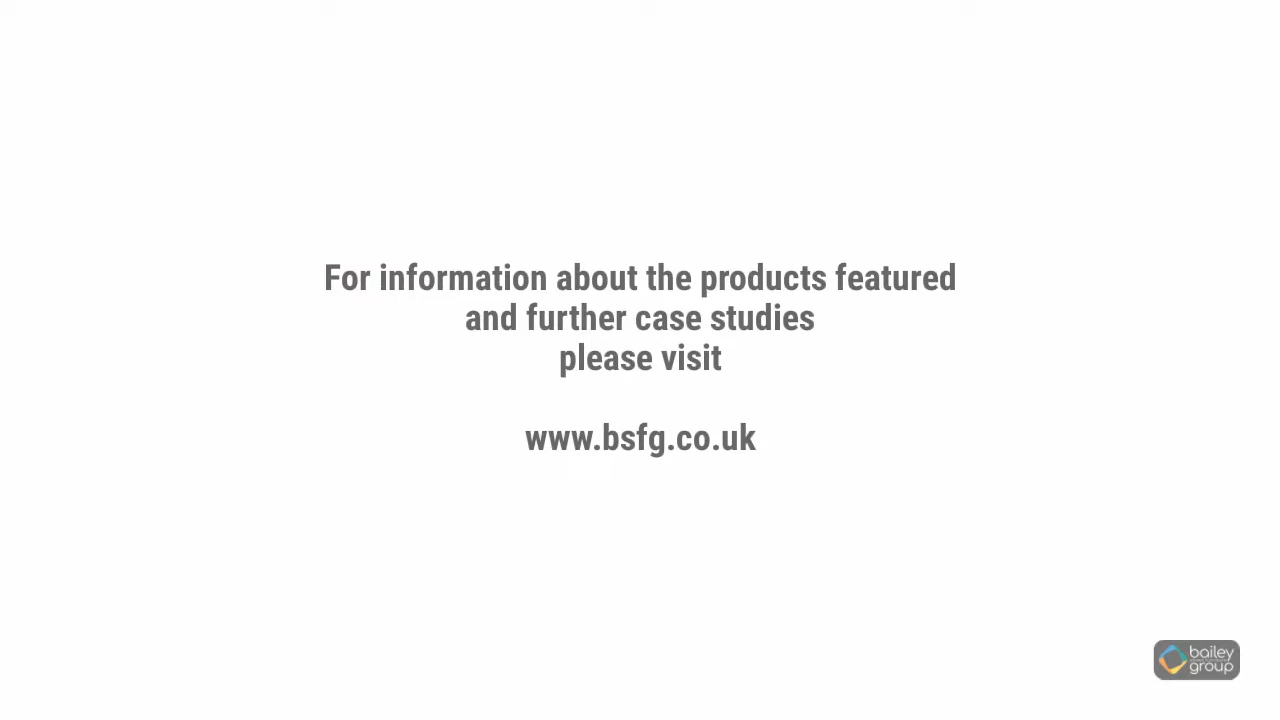 For information about the products featured
and further case studies
please visit
www.bsfg.co.uk
bailey
group